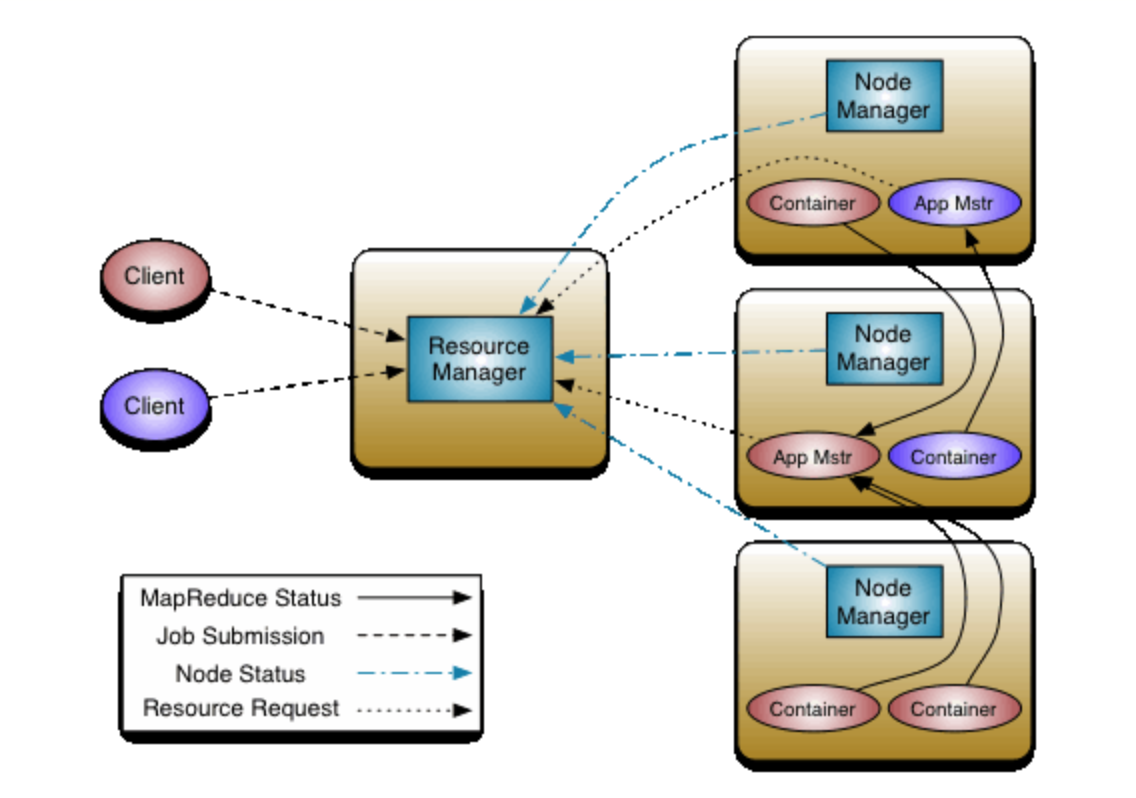 Client
Client
Resource
Manager
Node
Manager
Container
App Mstr
Node
Manager
App Mstr
Container
Node
Manager
Container
Container
MapReduce Status
Job Submission
Node Status
Resource Request